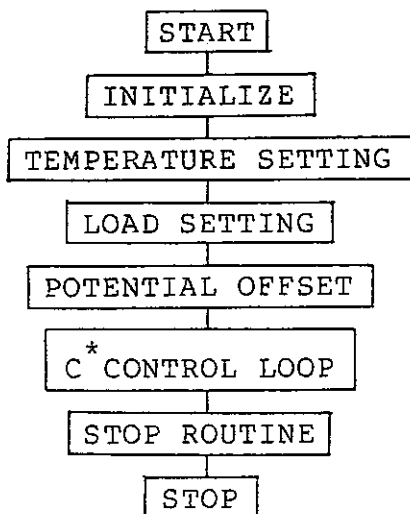 START
INITIALIZE
TEMPERATURE SETTING
LOAD SETTING
POTENTIAL OFFSET
C* CONTROL LOOP
STOP ROUTINE
STOP